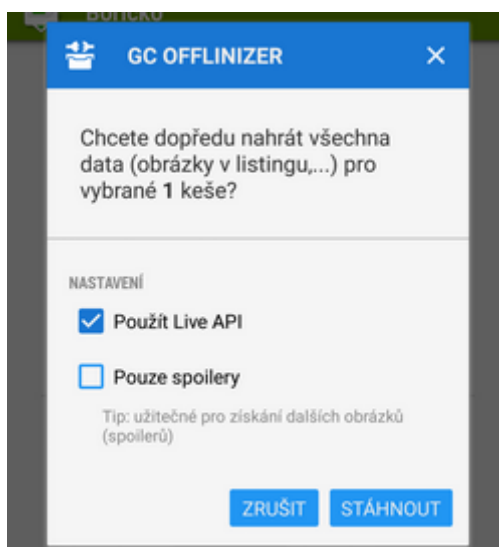 Boříčko
GC OFFLINIZER
Chcete dopředu nahrát všechna
data (obrázky v listingu,...) pro
vybrané 1 keše?
NASTAVENÍ
Použít Live API
Pouze spoilery
Tip: užitečné pro získání dalších obrázků
(spoilerů)
ZRUŠIT STÁHNOUT